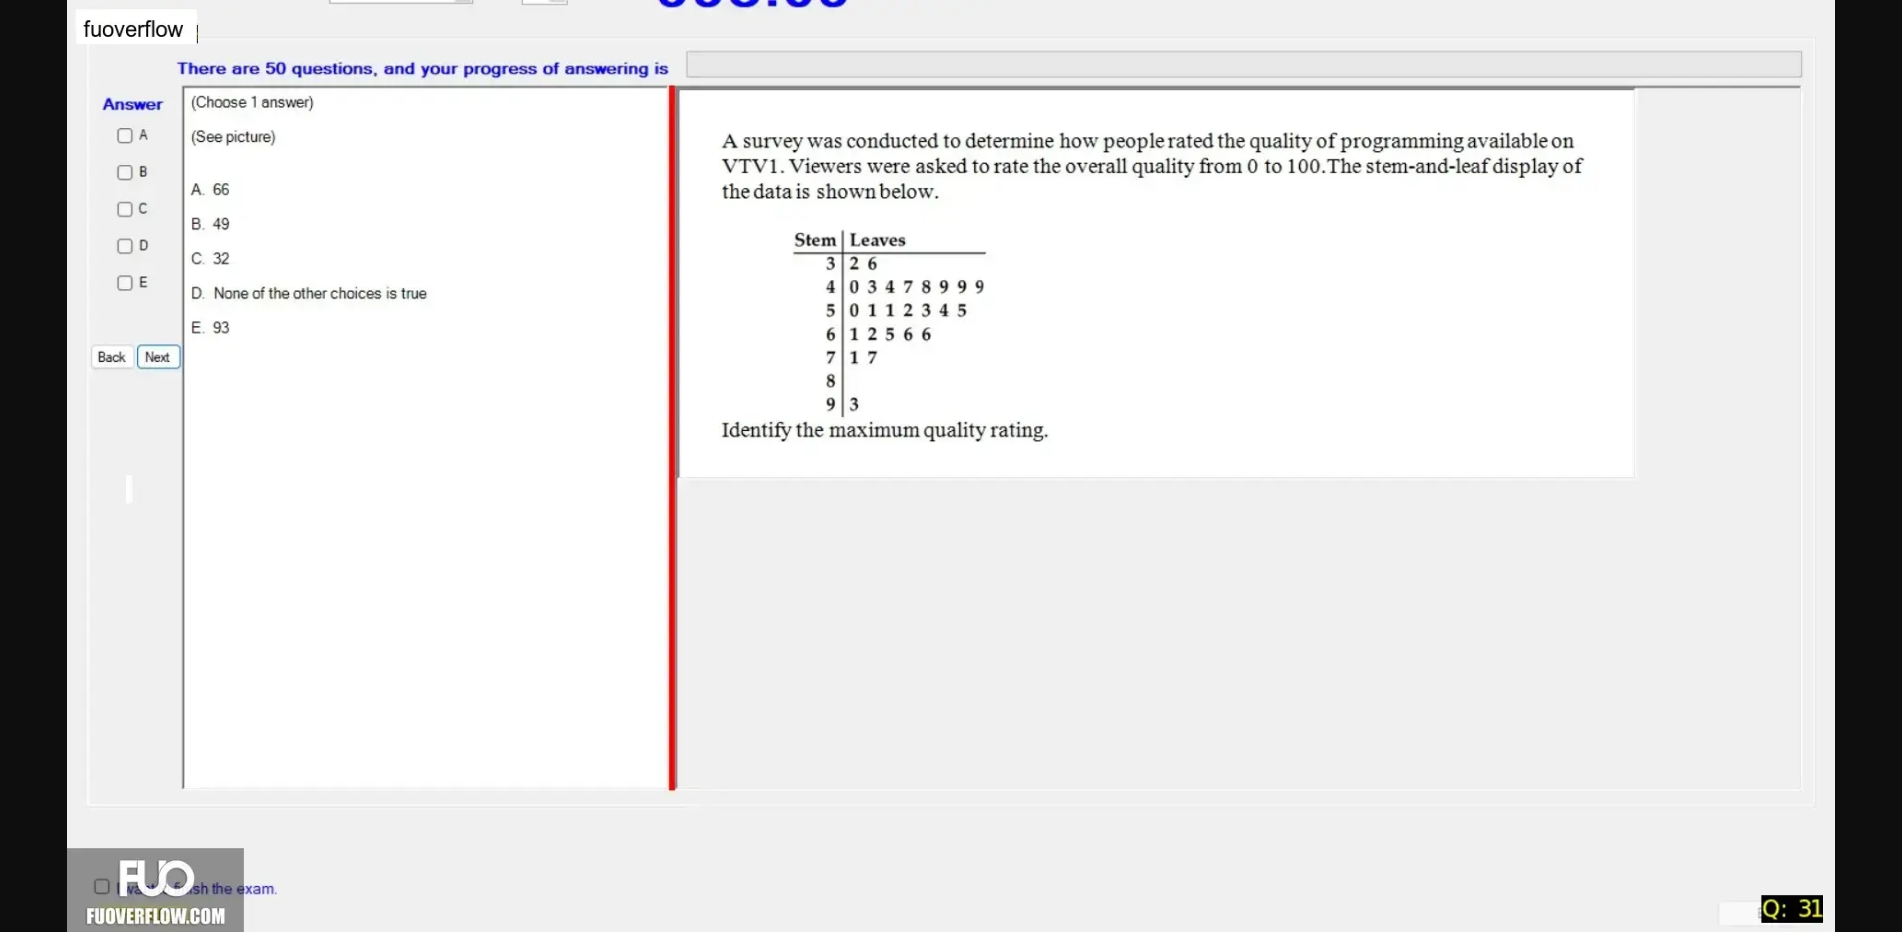 fuoverflow
There are 50 questions, and your progress of answering is
Answer
A
B
C
D
E
Back Next
(Choose 1 answer)
(See picture)
A. 66
B. 49
C. 32
D. None of the other choices is true
E. 93
A survey was conducted to determine how people rated the quality of programming available on
VTV1. Viewers were asked to rate the overall quality from 0 to 100.The stem-and-leaf display of
the data is shown below.
Stem Leaves
3 2 6
4 0 3 4 7 8 9 9 9
5 0 1 1 2 3 4 5
6 1 2 5 6 6
7 1 7
8
9 3
Identify the maximum quality rating.
the exam.
FUO
FUOVERFLOW.COM
Q: 31